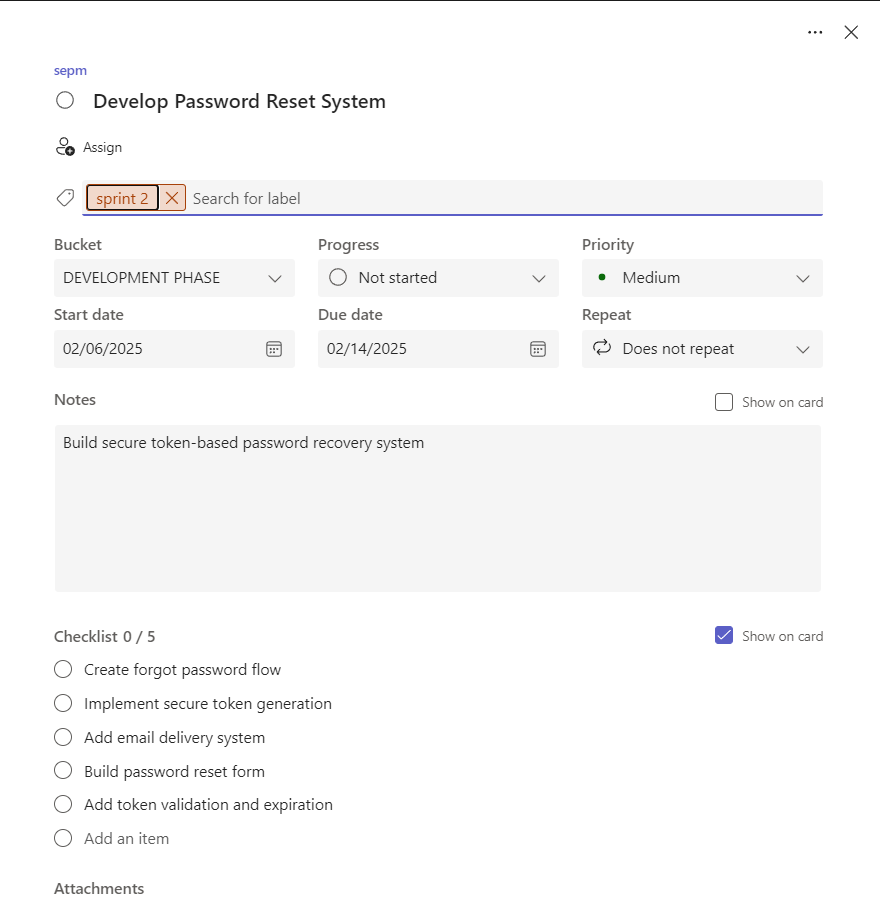 sepm
Develop Password Reset System
Assign
sprint 2 Search for label
Bucket Progress Priority
DEVELOPMENT PHASE Not started Medium
Start date Due date Repeat
02/06/2025 02/14/2025 Does not repeat
Notes Show on card
Build secure token-based password recovery system
Checklist 0 / 5 Show on card
Create forgot password flow
Implement secure token generation
Add email delivery system
Build password reset form
Add token validation and expiration
Add an item
Attachments